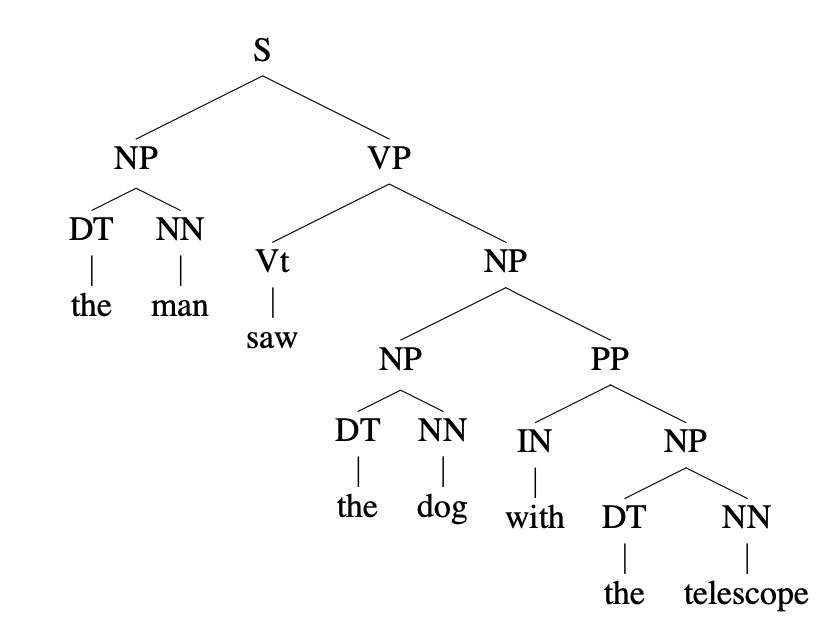 S
NP VP
DT NN
Vt NP
the man
saw
NP PP
DT NN IN NP
the dog with DT NN
the telescope